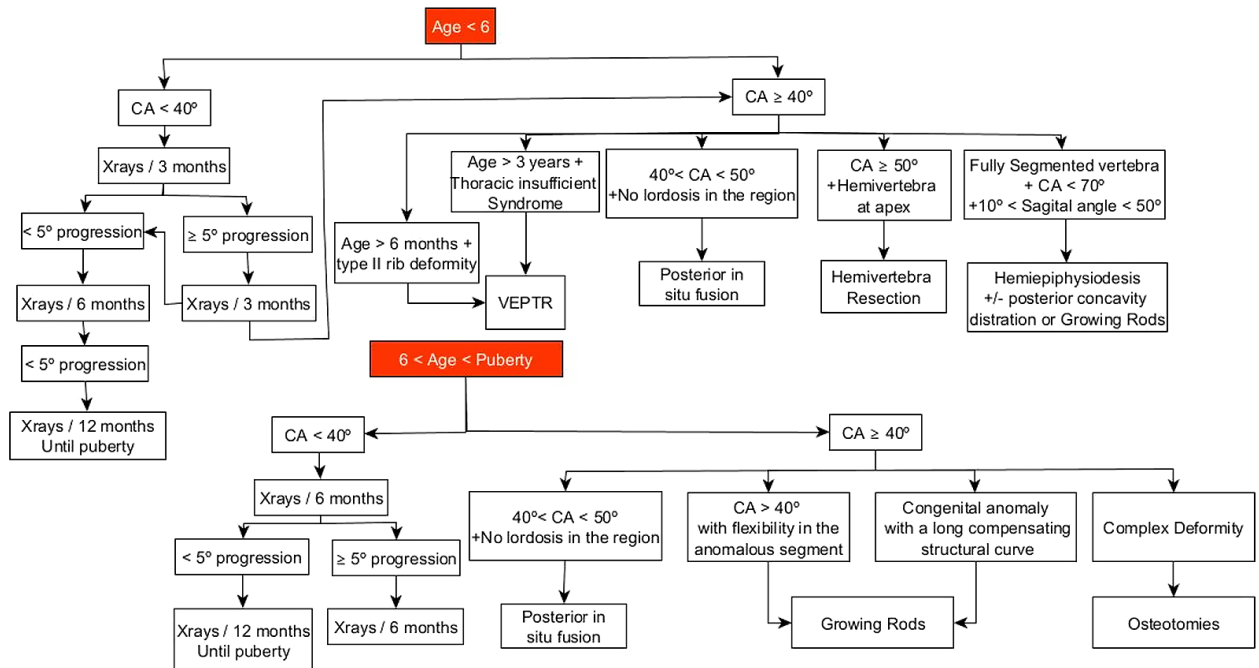 Age < 6
CA < 40º
CA ≥ 40º
Xrays / 3 months
< 5º progression
≥ 5º progression
Xrays / 6 months
Xrays / 3 months
< 5º progression
Xrays / 12 months
Until puberty
Age > 6 months +
type II rib deformity
Age > 3 years +
Thoracic insufficient
Syndrome
VEPTR
40º< CA < 50º
+No lordosis in the region
Posterior in
situ fusion
CA ≥ 50º
+Hemivertebra
at apex
Hemivertebra
Resection
Fully Segmented vertebra
+ CA < 70º
+10º < Sagital angle < 50º
Hemiepiphysiodesis
+/- posterior concavity
distration or Growing Rods
6 < Age < Puberty
CA < 40º
CA ≥ 40º
Xrays / 6 months
< 5º progression
≥ 5º progression
Xrays / 12 months
Until puberty
Xrays / 6 months
40º< CA < 50º
+No lordosis in the region
Posterior in
situ fusion
CA > 40º
with flexibility in the
anomalous segment
Congenital anomaly
with a long compensating
structural curve
Growing Rods
Complex Deformity
Osteotomies